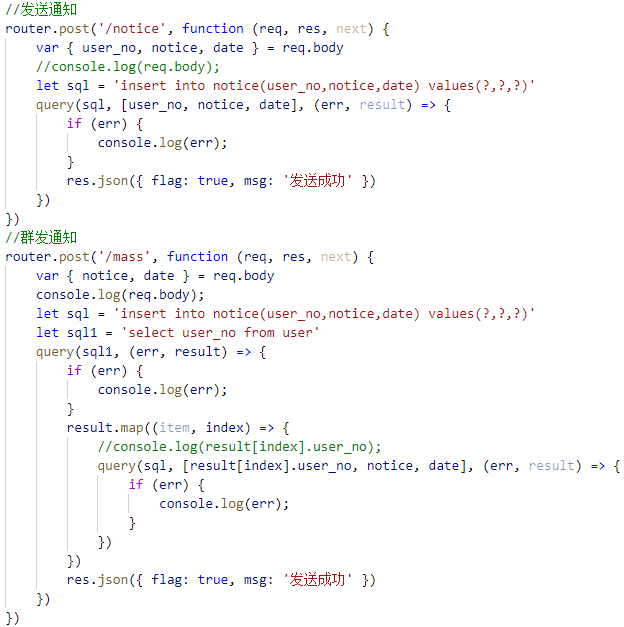 //发送通知
router.post('/notice', function (req, res, next) {
    var { user_no, notice, date } = req.body
    //console.log(req.body);
    let sql = 'insert into notice(user_no,notice,date) values(?,?,?)'
    query(sql, [user_no, notice, date], (err, result) => {
        if (err) {
            console.log(err);
        }
        res.json({ flag: true, msg: '发送成功' })
    })
})
//群发通知
router.post('/mass', function (req, res, next) {
    var { notice, date } = req.body
    console.log(req.body);
    let sql = 'insert into notice(user_no,notice,date) values(?,?,?)'
    let sql1 = 'select user_no from user'
    query(sql1, (err, result) => {
        if (err) {
            console.log(err);
        }
        result.map((item, index) => {
            //console.log(result[index].user_no);
            query(sql, [result[index].user_no, notice, date], (err, result) => {
                if (err) {
                    console.log(err);
                }
            })
        })
        res.json({ flag: true, msg: '发送成功' })
    })
})